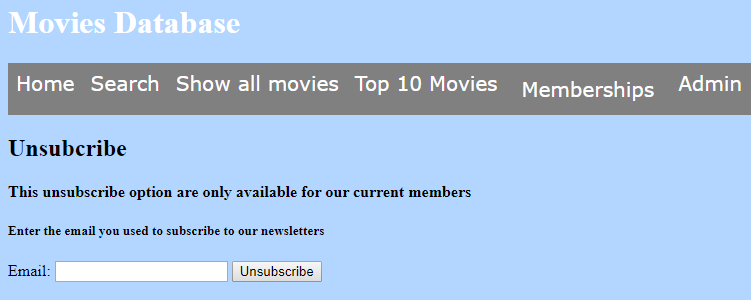 Movies Database
Home Search Show all movies Top 10 Movies Memberships Admin
Unsubcribe
This unsubscribe option are only available for our current members
Enter the email you used to subscribe to our newsletters
Email: Unsubscribe